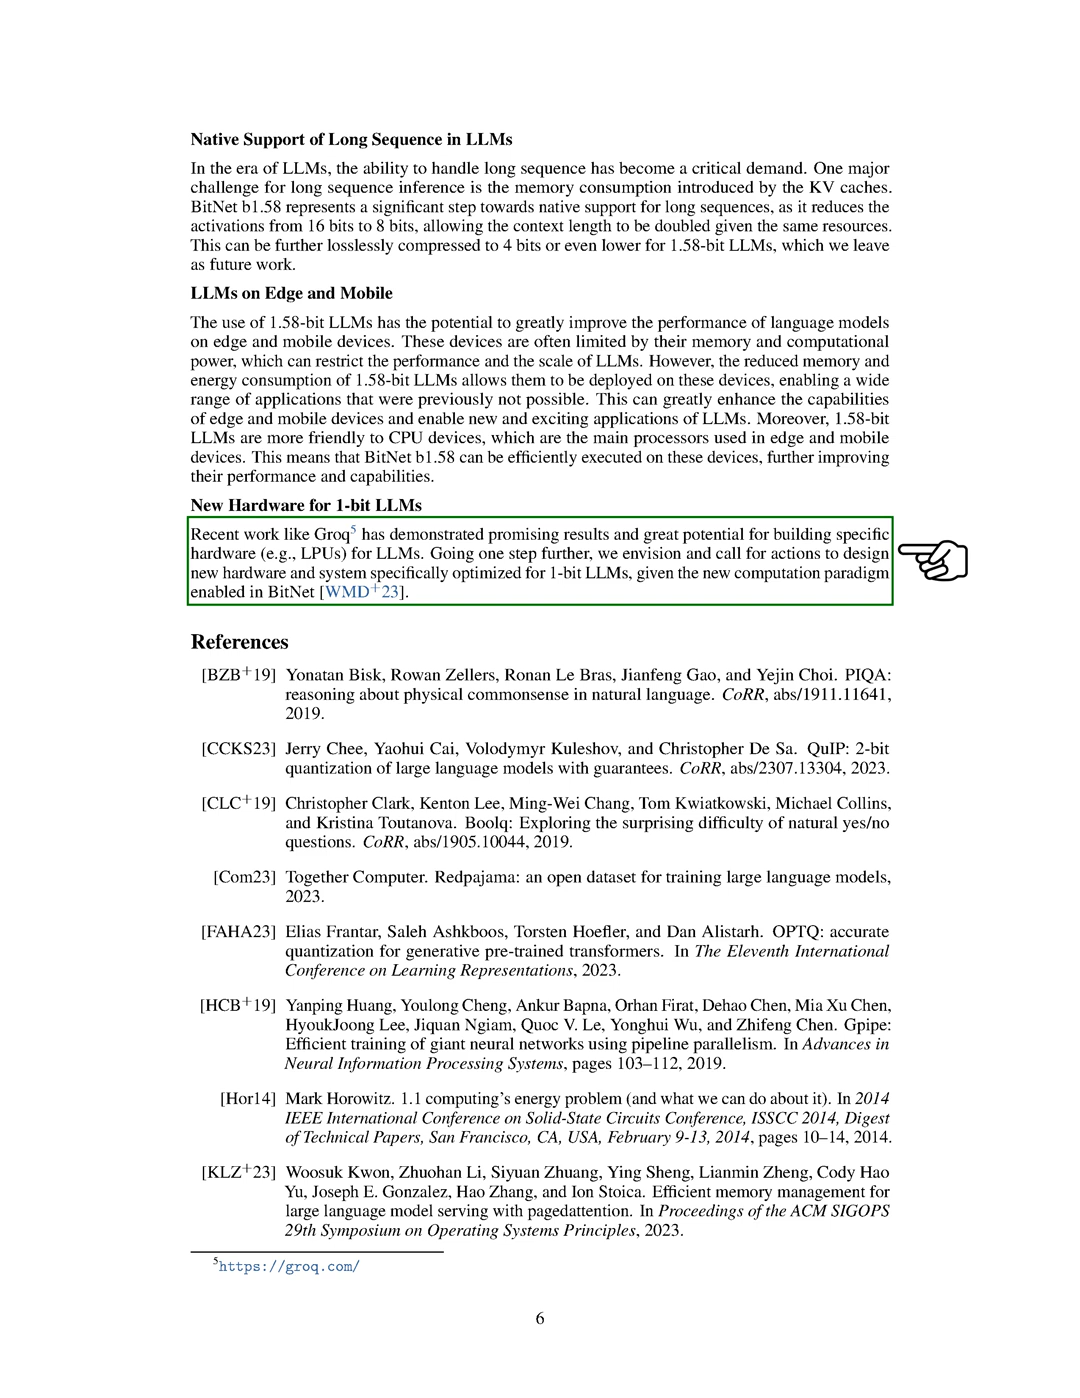 Native Support of Long Sequence in LLMs
In the era of LLMs, the ability to handle long sequence has become a critical demand. One major
challenge for long sequence inference is the memory consumption introduced by the KV caches.
BitNet b1.58 represents a significant step towards native support for long sequences, as it reduces the
activations from 16 bits to 8 bits, allowing the context length to be doubled given the same resources.
This can be further losslessly compressed to 4 bits or even lower for 1.58-bit LLMs, which we leave
as future work.
LLMs on Edge and Mobile
The use of 1.58-bit LLMs has the potential to greatly improve the performance of language models
on edge and mobile devices. These devices are often limited by their memory and computational
power, which can restrict the performance and the scale of LLMs. However, the reduced memory and
energy consumption of 1.58-bit LLMs allows them to be deployed on these devices, enabling a wide
range of applications that were previously not possible. This can greatly enhance the capabilities
of edge and mobile devices and enable new and exciting applications of LLMs. Moreover, 1.58-bit
LLMs are more friendly to CPU devices, which are the main processors used in edge and mobile
devices. This means that BitNet b1.58 can be efficiently executed on these devices, further improving
their performance and capabilities.
New Hardware for 1-bit LLMs
Recent work like Groq5 has demonstrated promising results and great potential for building specific
hardware (e.g., LPUs) for LLMs. Going one step further, we envision and call for actions to design
new hardware and system specifically optimized for 1-bit LLMs, given the new computation paradigm
enabled in BitNet [WMD+23].
References
[BZB+19] Yonatan Bisk, Rowan Zellers, Ronan Le Bras, Jianfeng Gao, and Yejin Choi. PIQA:
reasoning about physical commonsense in natural language. CoRR, abs/1911.11641,
2019.
[CCKS23] Jerry Chee, Yaohui Cai, Volodymyr Kuleshov, and Christopher De Sa. QuIP: 2-bit
quantization of large language models with guarantees. CoRR, abs/2307.13304, 2023.
[CLC+19] Christopher Clark, Kenton Lee, Ming-Wei Chang, Tom Kwiatkowski, Michael Collins,
and Kristina Toutanova. Boolq: Exploring the surprising difficulty of natural yes/no
questions. CoRR, abs/1905.10044, 2019.
[Com23] Together Computer. Redpajama: an open dataset for training large language models,
2023.
[FAHA23] Elias Frantar, Saleh Ashkboos, Torsten Hoefler, and Dan Alistarh. OPTQ: accurate
quantization for generative pre-trained transformers. In The Eleventh International
Conference on Learning Representations, 2023.
[HCB+19] Yanping Huang, Youlong Cheng, Ankur Bapna, Orhan Firat, Dehao Chen, Mia Xu Chen,
HyoukJoong Lee, Jiquan Ngiam, Quoc V. Le, Yonghui Wu, and Zhifeng Chen. Gpipe:
Efficient training of giant neural networks using pipeline parallelism. In Advances in
Neural Information Processing Systems, pages 103–112, 2019.
[Hor14] Mark Horowitz. 1.1 computing's energy problem (and what we can do about it). In 2014
IEEE International Conference on Solid-State Circuits Conference, ISSCC 2014, Digest
of Technical Papers, San Francisco, CA, USA, February 9-13, 2014, pages 10–14, 2014.
[KLZ+23] Woosuk Kwon, Zhuohan Li, Siyuan Zhuang, Ying Sheng, Lianmin Zheng, Cody Hao
Yu, Joseph E. Gonzalez, Hao Zhang, and Ion Stoica. Efficient memory management for
large language model serving with pagedattention. In Proceedings of the ACM SIGOPS
29th Symposium on Operating Systems Principles, 2023.
5https://groq.com/
6